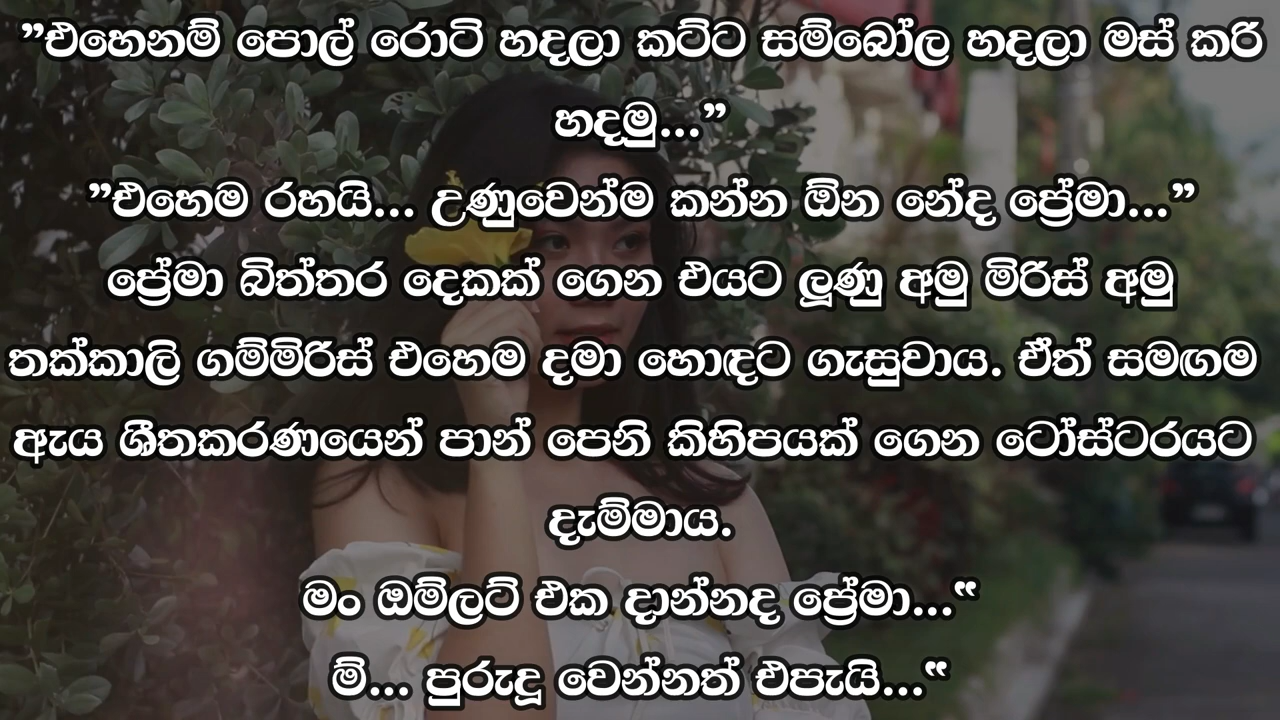 ”එහෙනම් පොල් රොටි හදලා කට්ට සම්බෝල හදලා මස් කරි
හදමු...”
”එහෙම රහයි... උණුවෙන්ම කන්න ඕන නේද ප්‍රේමා...”
ප්‍රේමා බිත්තර දෙකක් ගෙන එයට ලූණු අමු මිරිස් අමු
තක්කාලි ගම්මිරිස් එහෙම දමා හොඳට ගැසුවාය. ඒත් සමඟම
ඇය ශීතකරණයෙන් පාන් පෙනි කිහිපයක් ගෙන ටෝස්ටරයට
දැම්මාය.
මං ඔම්ලට් එක දාන්නද ප්‍රේමා...“
ම්... පුරුදූ වෙන්නත් එපැයි...“